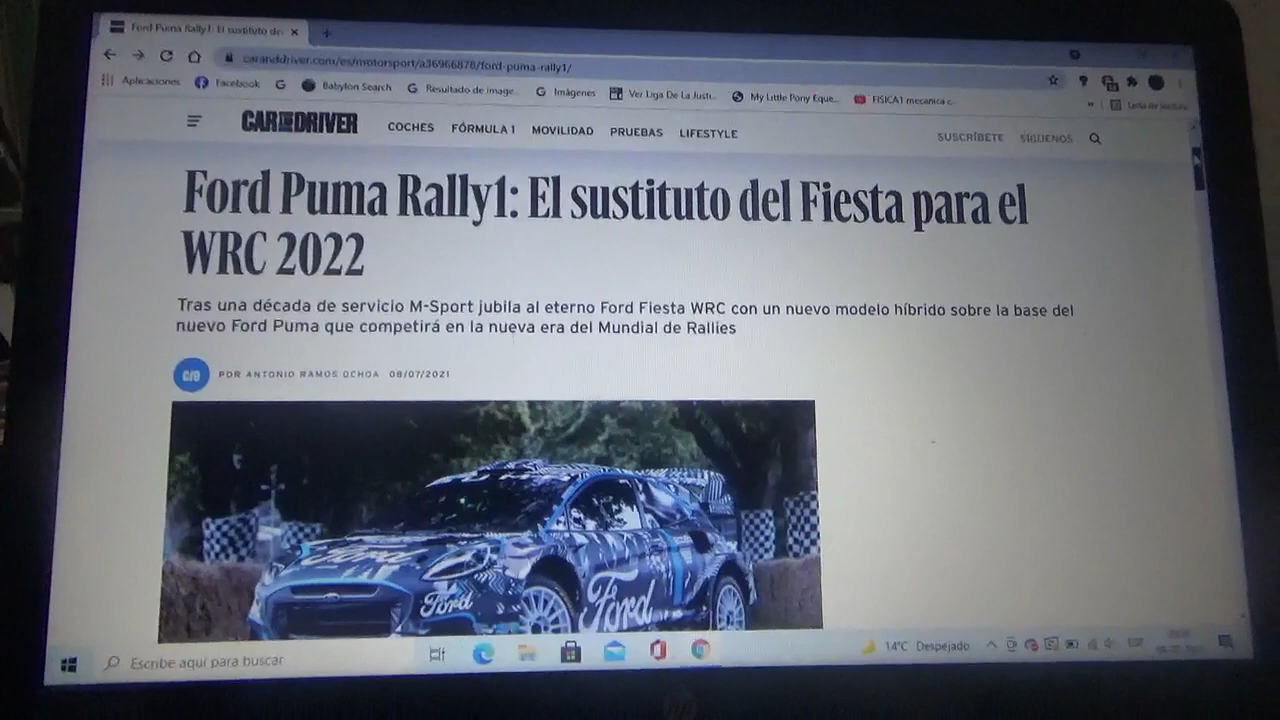 Ford Puma Rally1: El sustituto de
caranddriver.com/es/motorsport/a36966878/ford-puma-rally1/
Aplicaciones Facebook Babylon Search Resultado de image... Imágenes Ver Liga De La Justi... My Little Pony Eque... FISICA1 mecanica c...
» Lista de lectura
CAR AND DRIVER COCHES FÓRMULA 1 MOVILIDAD PRUEBAS LIFESTYLE SUSCRÍBETE SÍGUENOS
Ford Puma Rally1: El sustituto del Fiesta para el
WRC 2022
Tras una década de servicio M-Sport jubila al eterno Ford Fiesta WRC con un nuevo modelo híbrido sobre la base del
nuevo Ford Puma que competirá en la nueva era del Mundial de Rallies
C/D POR ANTONIO RAMOS OCHOA 08/07/2021
Ford
Ford
Ford
Escribe aquí para buscar 14°C Despejado